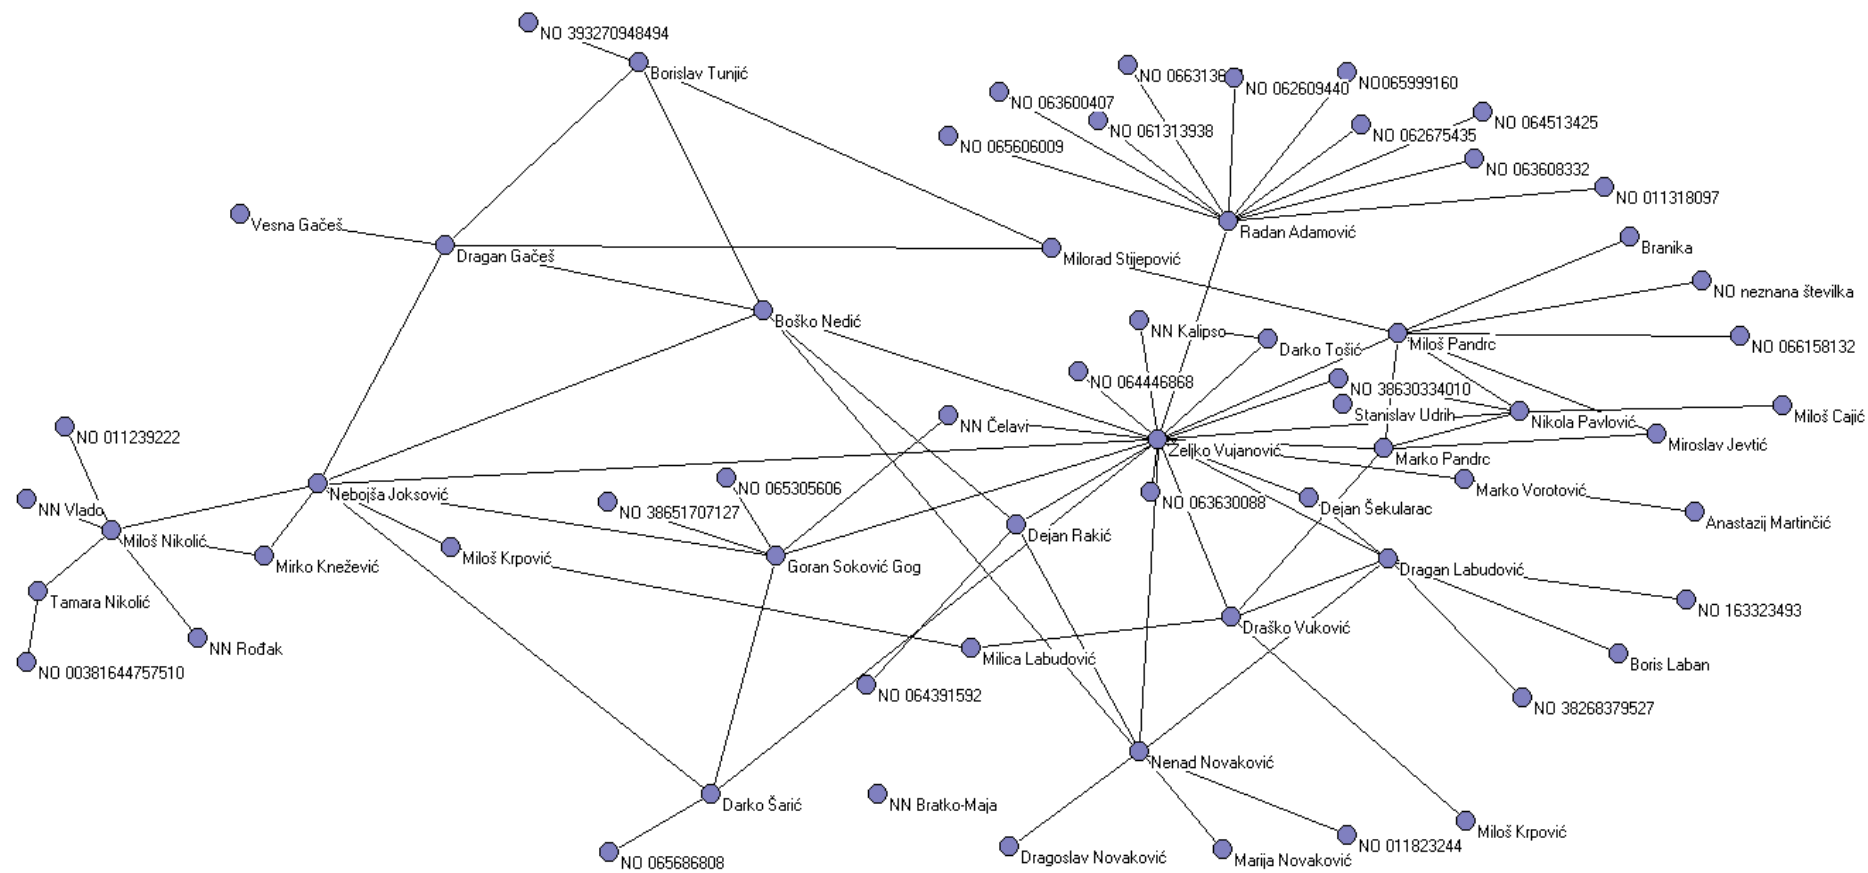 NO 393270948494
Borislav Tunjić
NO 0663138
NO 062609440
NO065999160
NO 063600407
NO 061313938
NO 064513425
NO 062675435
NO 065606009
NO 063608332
NO 011318097
Vesna Gačeš
Radan Adamović
Dragan Gačeš
Milorad Stijepović
Branika
NO neznana številka
Boško Nedić
NN Kalipso
Darko Tošić
Miloš Pandrc
NO 066158132
NO 064446868
NO 38630334010
Stanislav Udrih
Nikola Pavlović
Miloš Cajić
NN Čelavi
NO 011239222
Željko Vujanović
Marko Pandrc
Miroslav Jevtić
Nebojša Joksović
NO 065305606
Marko Vorotović
NN Vlado
NO 38651707127
NO 063630088
Dejan Šekularac
Anastazij Martinčić
Miloš Nikolić
Mirko Knežević
Miloš Krpović
Goran Soković Gog
Dejan Rakić
Dragan Labudović
Tamara Nikolić
NO 163323493
NN Rođak
Draško Vuković
NO 00381644757510
Milica Labudović
Boris Laban
NO 064391592
NO 38268379527
Nenad Novaković
Darko Šarić
NN Bratko-Maja
Miloš Krpović
NO 065686808
Dragoslav Novaković
Marija Novaković
NO 011823244